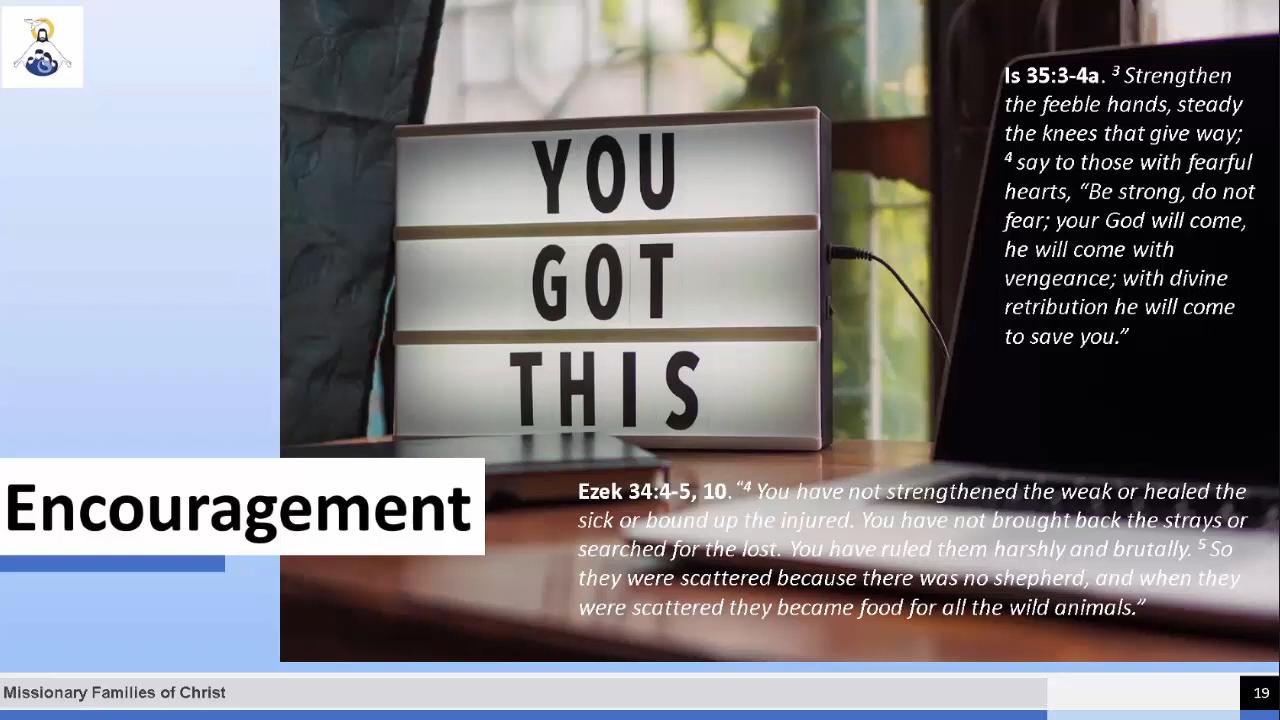 YOU
GOT
THIS
Is 35:3-4a. ³ Strengthen
the feeble hands, steady
the knees that give way;
⁴ say to those with fearful
hearts, “Be strong, do not
fear; your God will come,
he will come with
vengeance; with divine
retribution he will come
to save you.”
Encouragement
Ezek 34:4-5, 10. “⁴ You have not strengthened the weak or healed the
sick or bound up the injured. You have not brought back the strays or
searched for the lost. You have ruled them harshly and brutally. ⁵ So
they were scattered because there was no shepherd, and when they
were scattered they became food for all the wild animals.”
Missionary Families of Christ
19